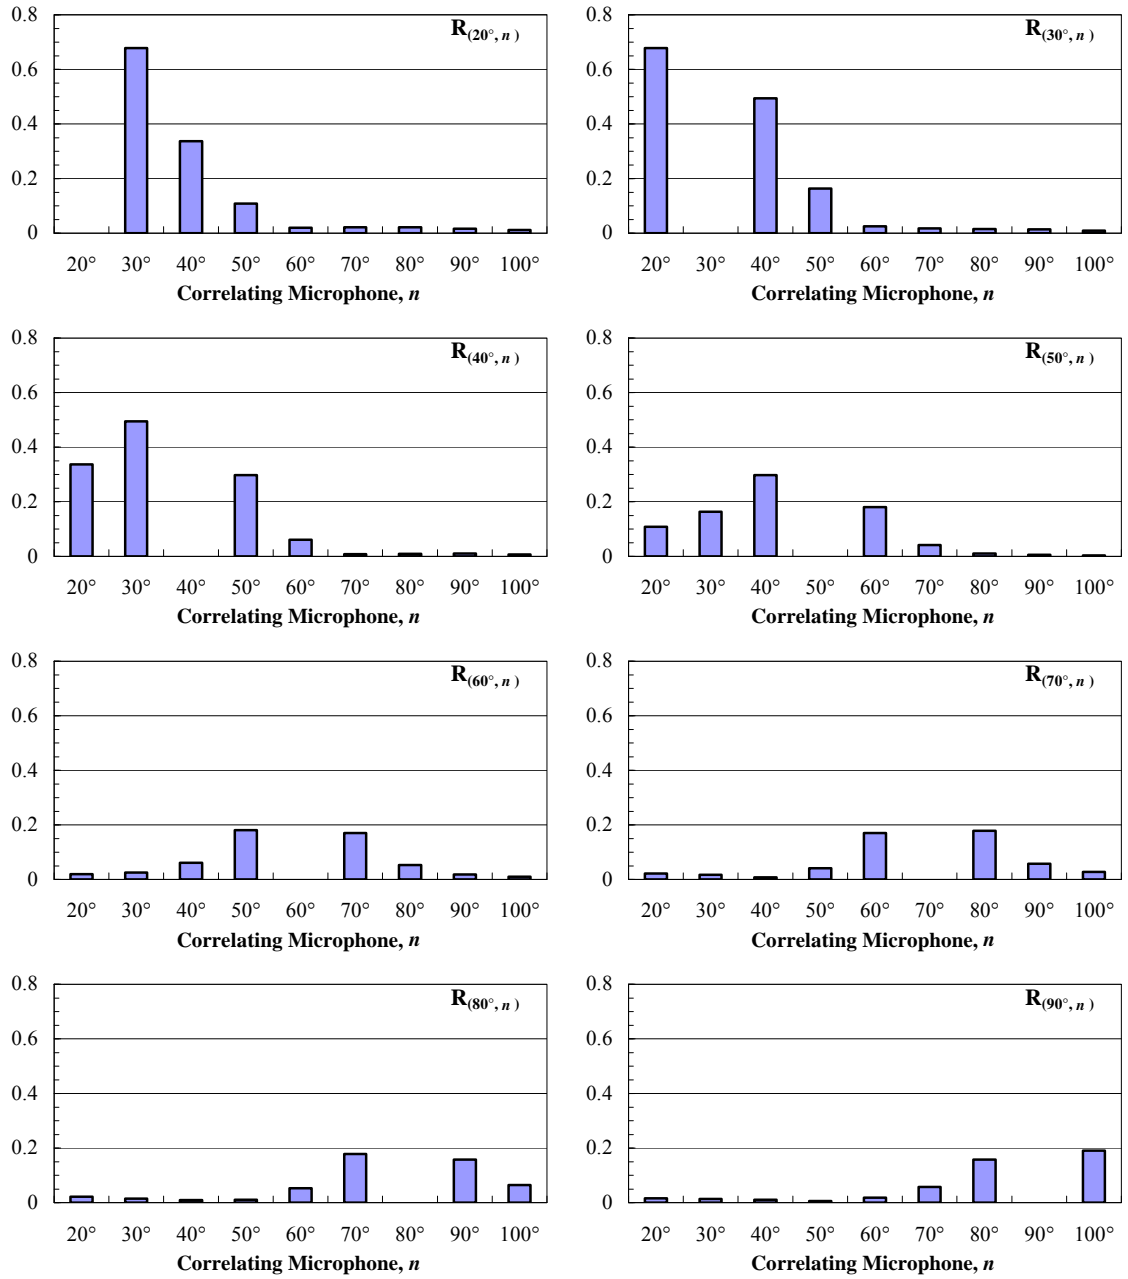 0.8 0.6 0.4 0.2 0
R(20°, n )
20° 30° 40° 50° 60° 70° 80° 90° 100°
Correlating Microphone, n
0.8 0.6 0.4 0.2 0
R(30°, n )
20° 30° 40° 50° 60° 70° 80° 90° 100°
Correlating Microphone, n
0.8 0.6 0.4 0.2 0
R(40°, n )
20° 30° 40° 50° 60° 70° 80° 90° 100°
Correlating Microphone, n
0.8 0.6 0.4 0.2 0
R(50°, n )
20° 30° 40° 50° 60° 70° 80° 90° 100°
Correlating Microphone, n
0.8 0.6 0.4 0.2 0
R(60°, n )
20° 30° 40° 50° 60° 70° 80° 90° 100°
Correlating Microphone, n
0.8 0.6 0.4 0.2 0
R(70°, n )
20° 30° 40° 50° 60° 70° 80° 90° 100°
Correlating Microphone, n
0.8 0.6 0.4 0.2 0
R(80°, n )
20° 30° 40° 50° 60° 70° 80° 90° 100°
Correlating Microphone, n
0.8 0.6 0.4 0.2 0
R(90°, n )
20° 30° 40° 50° 60° 70° 80° 90° 100°
Correlating Microphone, n